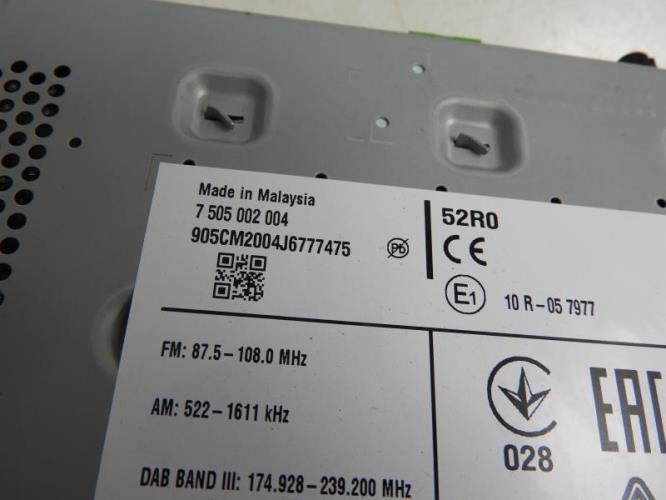 Made in Malaysia
7 505 002 004
905CM2004J6777475
Pb
52R0
CE
E1
10 R-05 7977
FM: 87.5-108.0 MHz
AM: 522-1611 kHz
DAB BAND III: 174.928-239.200 MHz
028
EAC